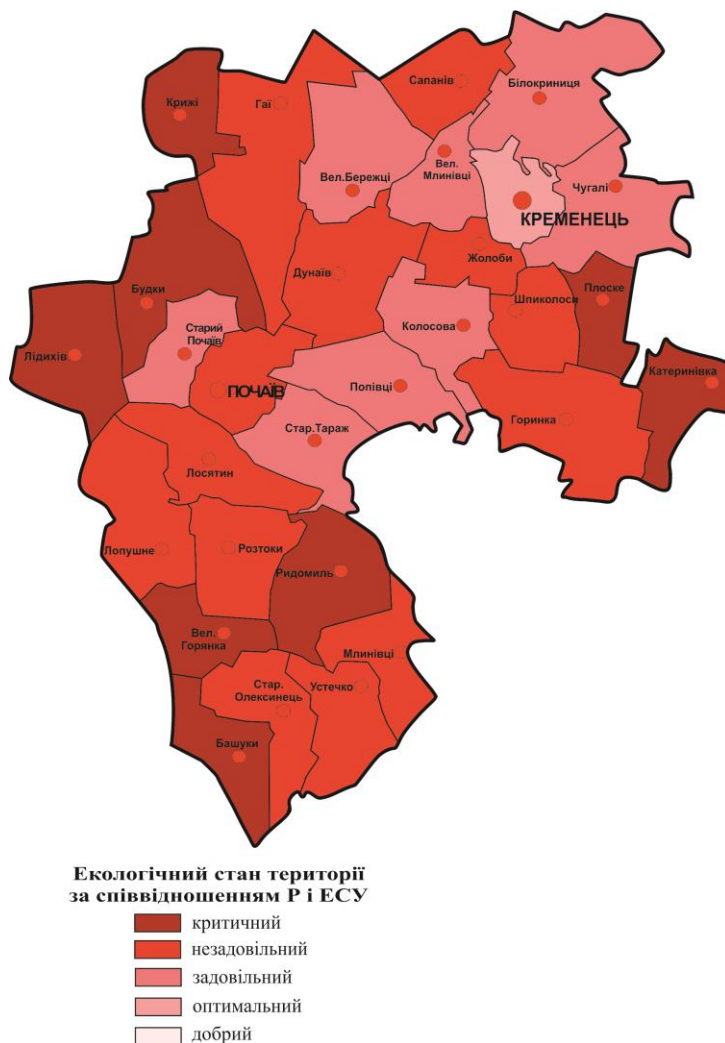 Сапанів
Білокриниця
Крижі
Гаї
Вел.
Млинівці
Вел.Бережці
Чугалі
КРЕМЕНЕЦЬ
Жолоби
Дунаїв
Будки
Плоске
Шпиколоси
Старий
Почаїв
Колосова
Лідихів
Катеринівка
ПОЧАЇВ
Попівці
Горинка
Стар.Тараж
Лосятин
Лопушне
Розтоки
Ридомиль
Вел.
Горянка
Млинівці
Стар.
Олексинець
Устечко
Башуки
Екологічний стан території
за співвідношенням Р і ЕСУ
критичний
незадовільний
задовільний
оптимальний
добрий